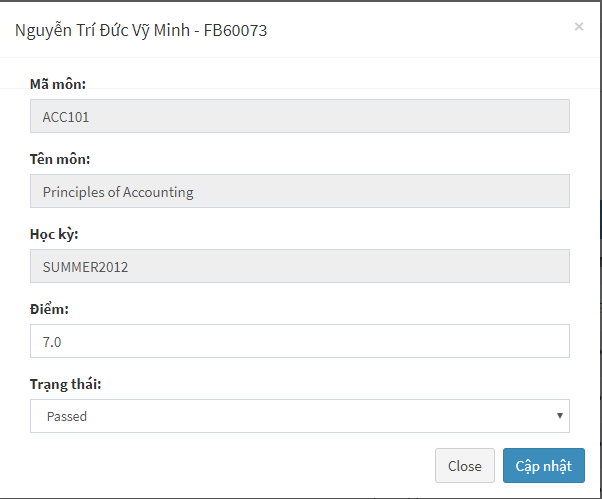 Nguyễn Trí Đức Vỹ Minh - FB60073
×
Mã môn:
ACC101
Tên môn:
Principles of Accounting
Học kỳ:
SUMMER2012
Điểm:
7.0
Trạng thái:
Passed
Close
Cập nhật